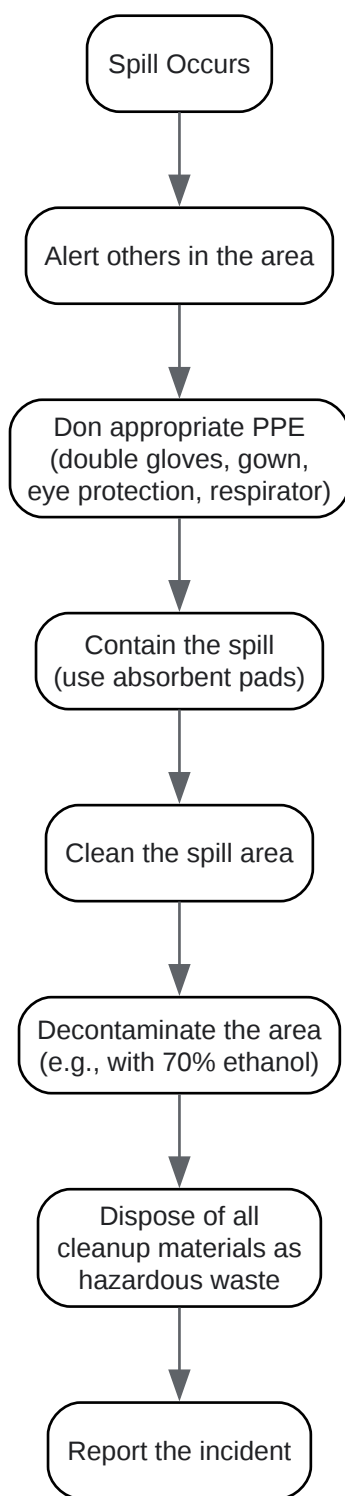 Spill Occurs
Alert others in the area
Don appropriate PPE
(double gloves, gown,
eye protection, respirator)
Contain the spill
(use absorbent pads)
Clean the spill area
Decontaminate the area
(e.g., with 70% ethanol)
Dispose of all
cleanup materials as
hazardous waste
Report the incident